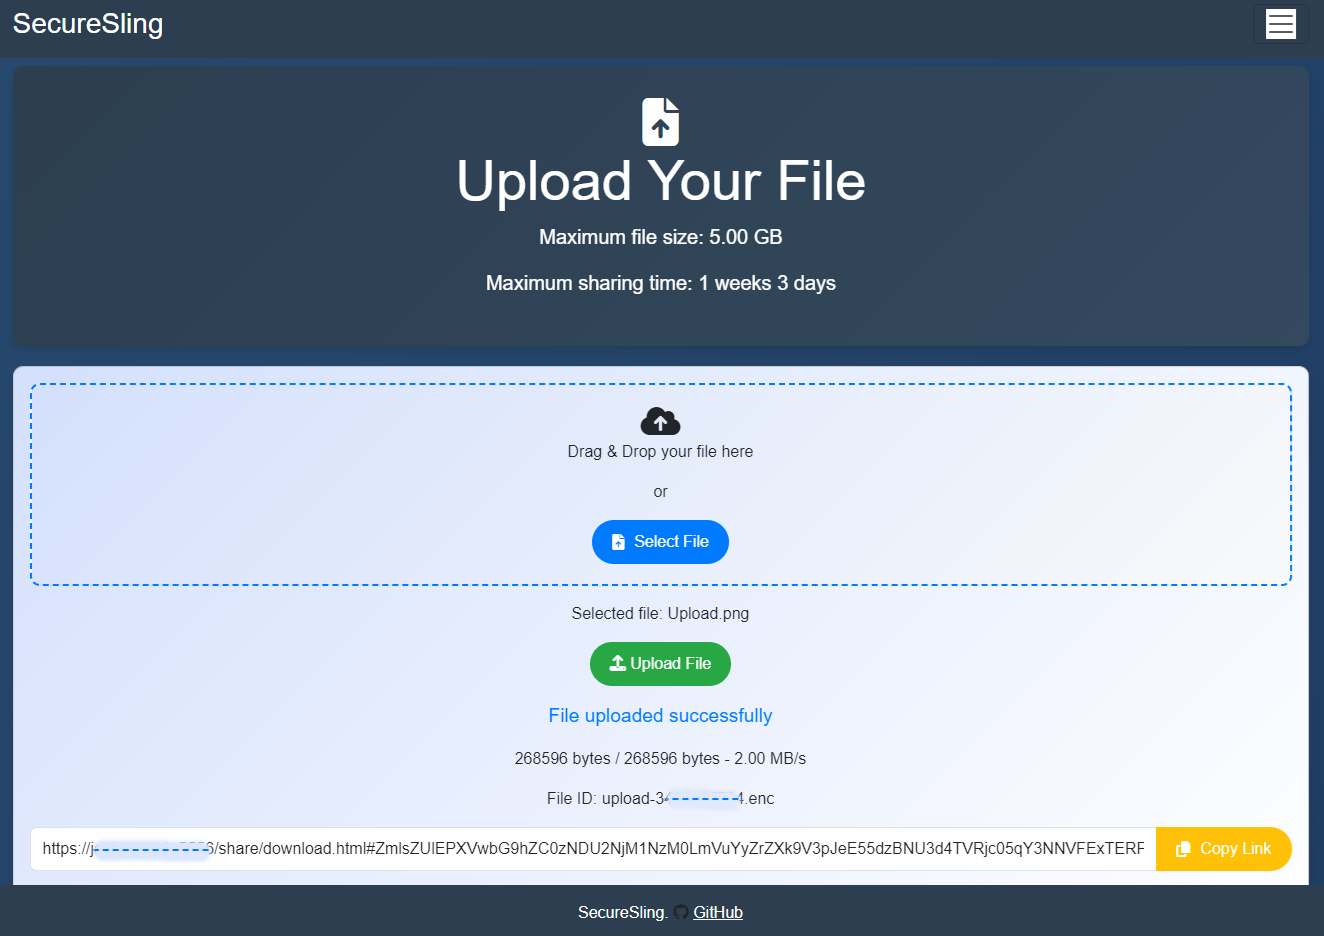 SecureSling
Upload Your File
Maximum file size: 5.00 GB
Maximum sharing time: 1 weeks 3 days
Drag & Drop your file here
or
Select File
Selected file: Upload.png
Upload File
File uploaded successfully
268596 bytes / 268596 bytes - 2.00 MB/s
File ID: upload-3 4.enc
https://j 6/share/download.html#ZmlsZUlEPXVwbG9hZC0zNDU2NjM1NzM0LmVuYyZrZXk9V3pJeE55dzBNU3d4TVRjc05qY3NNVFExTERF
Copy Link
SecureSling. GitHub